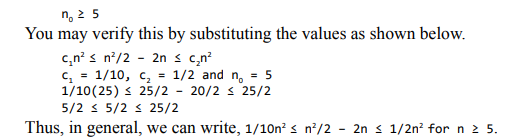 n₀ ≥ 5
You may verify this by substituting the values as shown below.
c₁n² ≤ n²/2 - 2n ≤ c₂n²
c₁ = 1/10, c₂ = 1/2 and n₀ = 5
1/10(25) ≤ 25/2 - 20/2 ≤ 25/2
5/2 ≤ 5/2 ≤ 25/2
Thus, in general, we can write, 1/10n² ≤ n²/2 - 2n ≤ 1/2n² for n ≥ 5.